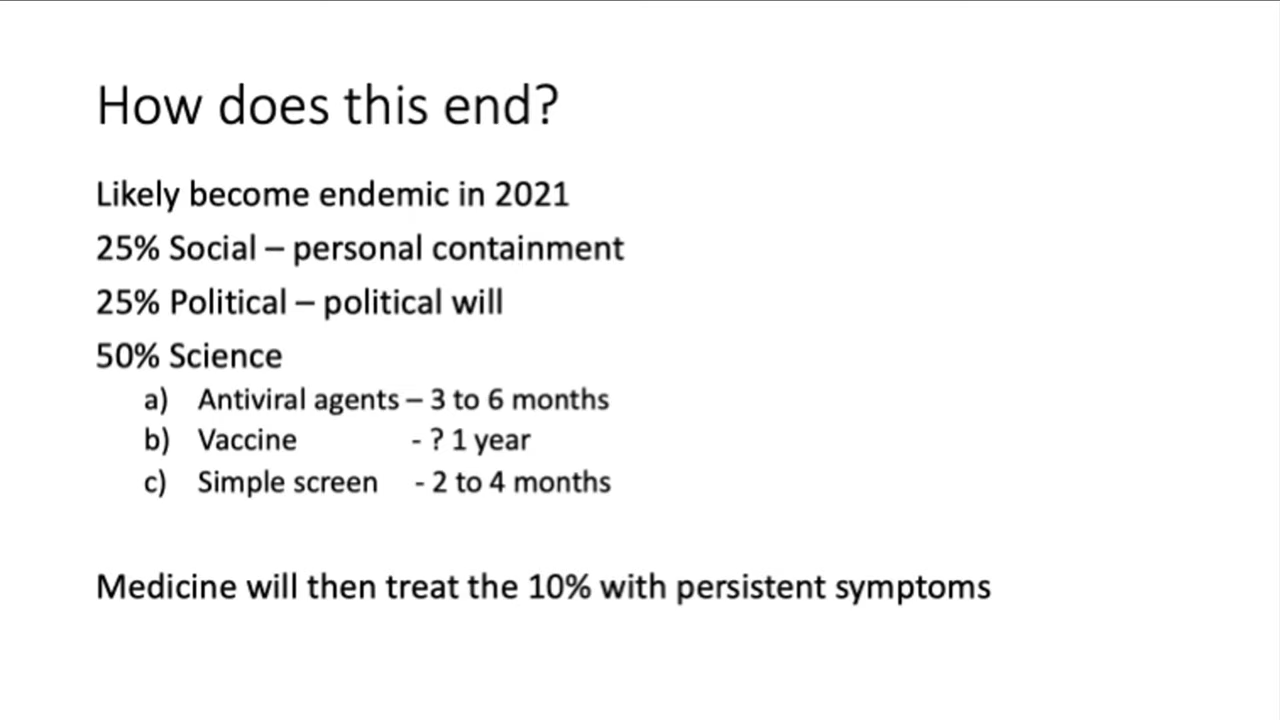 How does this end?
Likely become endemic in 2021
25% Social – personal containment
25% Political – political will
50% Science
a) Antiviral agents – 3 to 6 months
b) Vaccine - ? 1 year
c) Simple screen - 2 to 4 months
Medicine will then treat the 10% with persistent symptoms